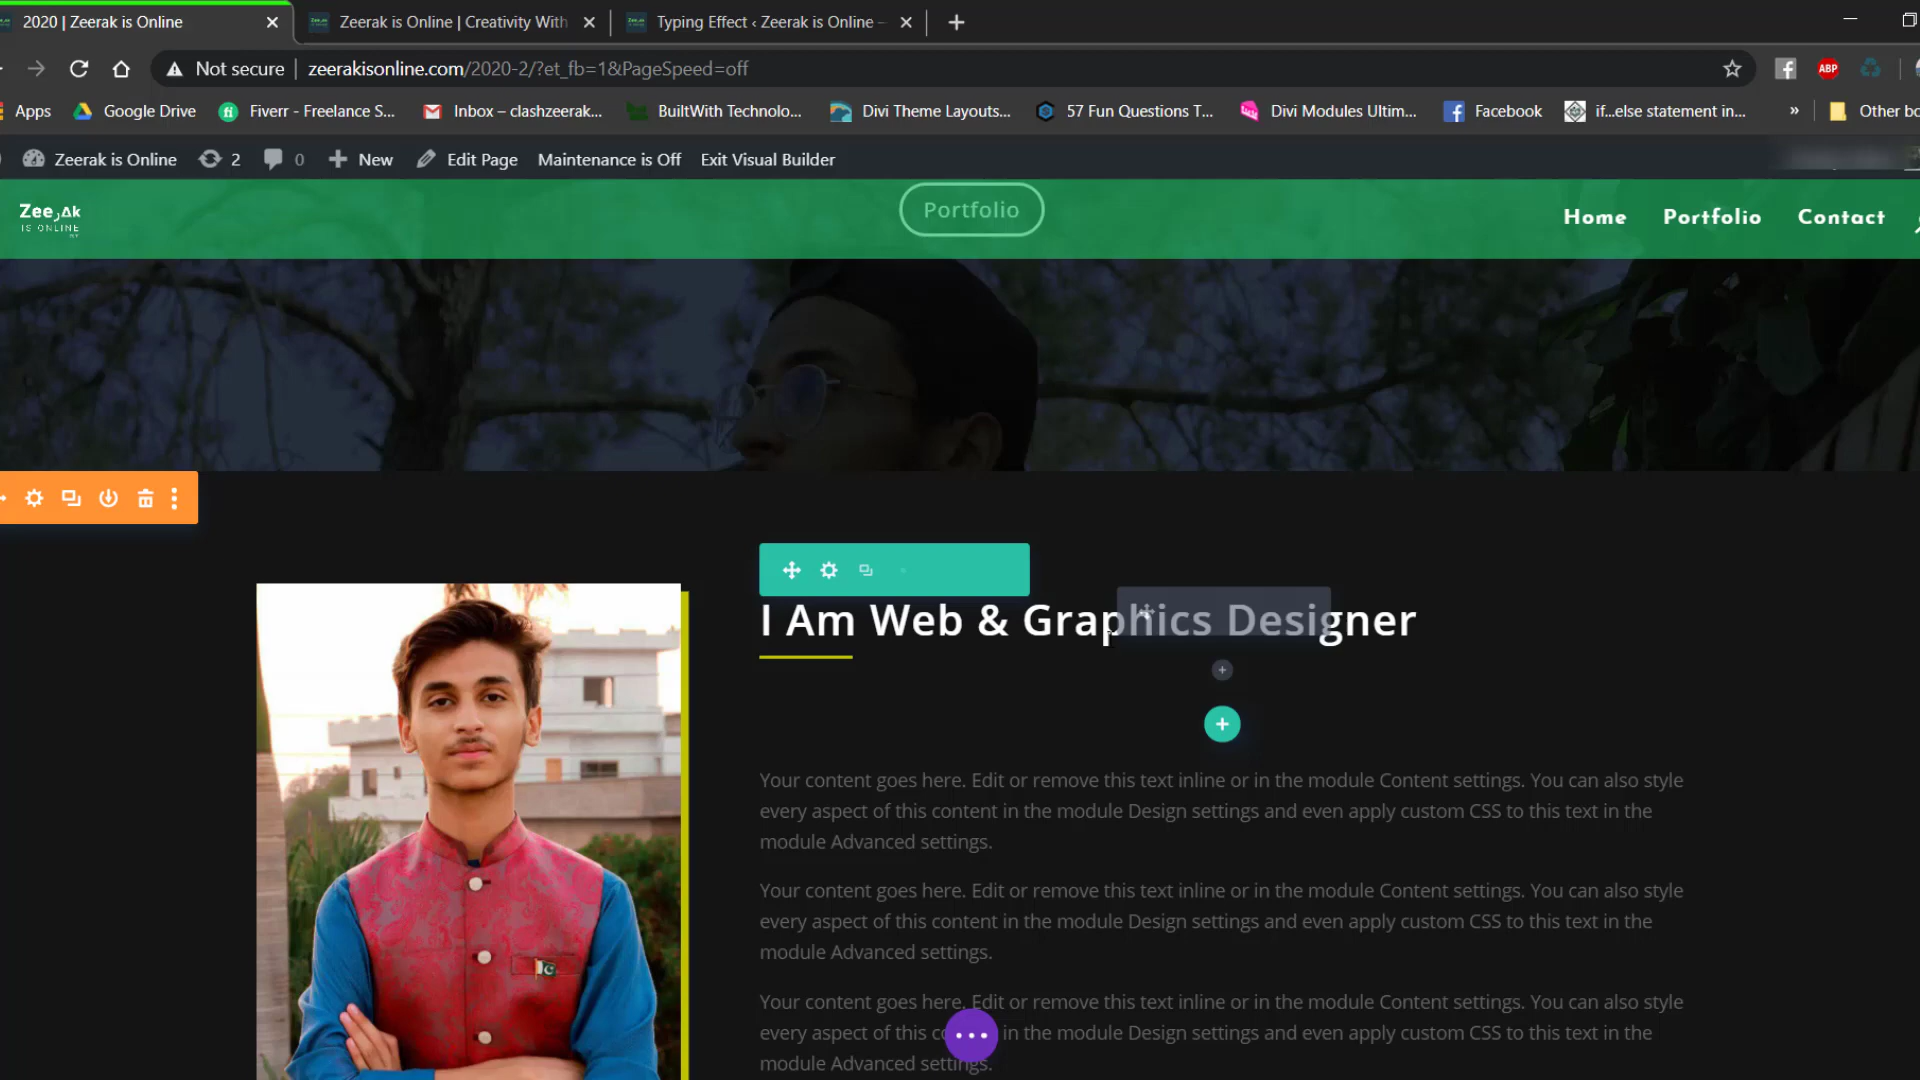 2020 | Zeerak is Online
Zeerak is Online | Creativity With
Typing Effect ‹ Zeerak is Online –
Not secure
zeerakisonline.com/2020-2/?et_fb=1&PageSpeed=off
ABP
Apps
Google Drive
Fiverr - Freelance S...
Inbox – clashzeerak...
BuiltWith Technolo...
Divi Theme Layouts...
57 Fun Questions T...
Divi Modules Ultim...
Facebook
if...else statement in...
»
Other bo
Zeerak is Online
2
0
New
Edit Page
Maintenance is Off
Exit Visual Builder
Zeerak
IS ONLINE
Portfolio
Home
Portfolio
Contact
I Am Web & Graphics Designer
Your content goes here. Edit or remove this text inline or in the module Content settings. You can also style
every aspect of this content in the module Design settings and even apply custom CSS to this text in the
module Advanced settings.
Your content goes here. Edit or remove this text inline or in the module Content settings. You can also style
every aspect of this content in the module Design settings and even apply custom CSS to this text in the
module Advanced settings.
Your content goes here. Edit or remove this text inline or in the module Content settings. You can also style
every aspect of this co in the module Design settings and even apply custom CSS to this text in the
module Advanced settings.